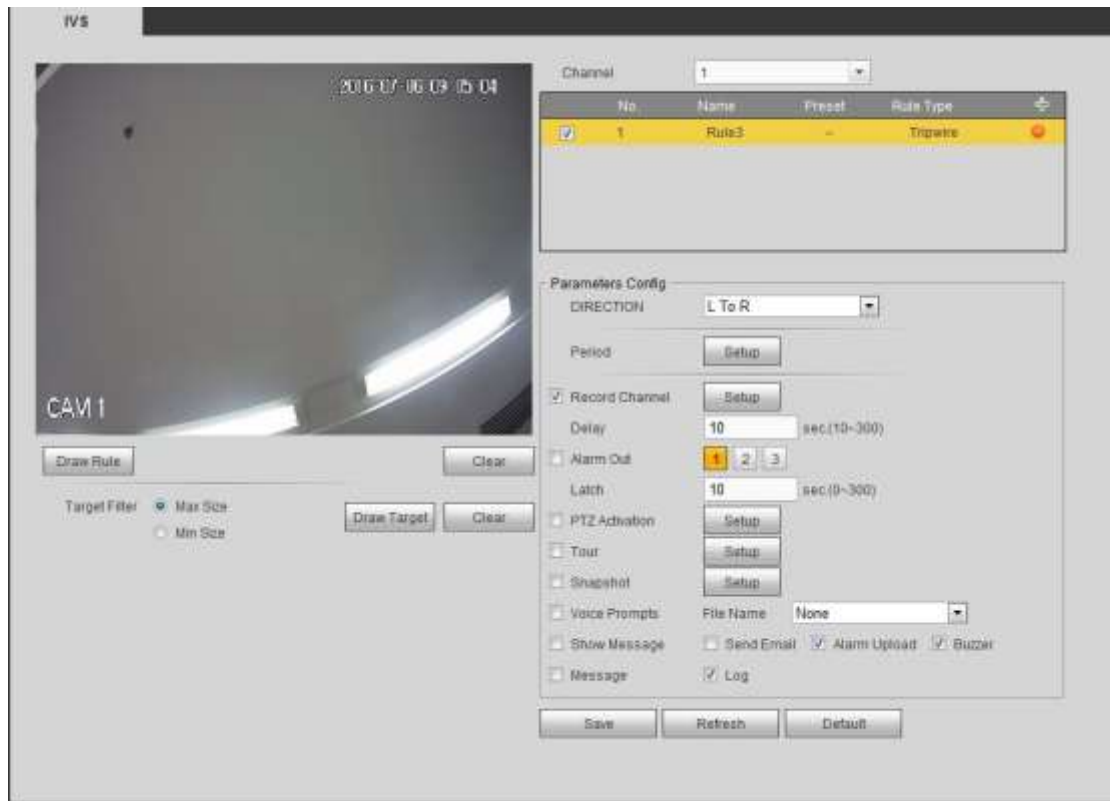 IVS
2016-07-06 09:05:04
CAM 1
Draw Rule
Clear
Target Filter Max Size
Min Size
Draw Target Clear
Channel 1
No. Name Preset Rule Type
1 Rule3 -- Tripwire
Parameters Config
DIRECTION L To R
Period Setup
Record Channel Setup
Delay 10 sec.(10~300)
Alarm Out 1 2 3
Latch 10 sec.(0~300)
PTZ Activation Setup
Tour Setup
Snapshot Setup
Voice Prompts File Name None
Show Message Send Email Alarm Upload Buzzer
Message Log
Save Refresh Default